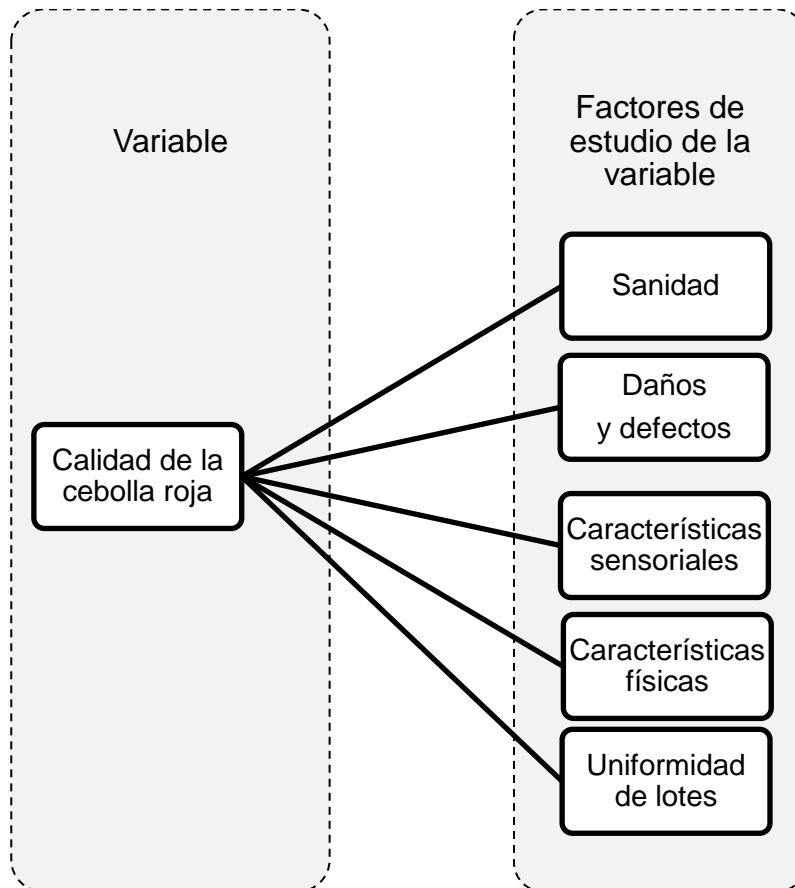 Variable
Factores de
estudio de la
variable
Sanidad
Daños
y defectos
Calidad de la
cebolla roja
Características
sensoriales
Características
físicas
Uniformidad
de lotes